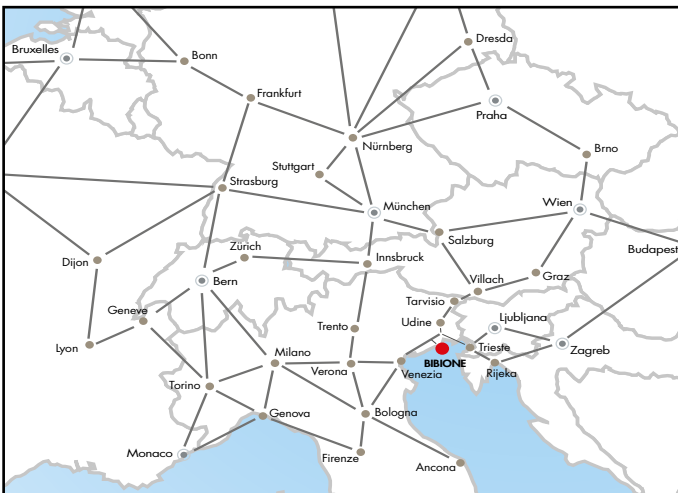 Dresda
Bruxelles
Bonn
Frankfurt
Praha
Nürnberg
Brno
Stuttgart
Strasburg
München
Wien
Salzburg
Zürich
Budapest
Dijon
Innsbruck
Bern
Villach
Graz
Tarvisio
Geneve
Ljubljana
Udine
Trento
Lyon
Milano
Trieste
Zagreb
Verona
BIBIONE
Venezia
Rijeka
Torino
Genova
Bologna
Monaco
Firenze
Ancona